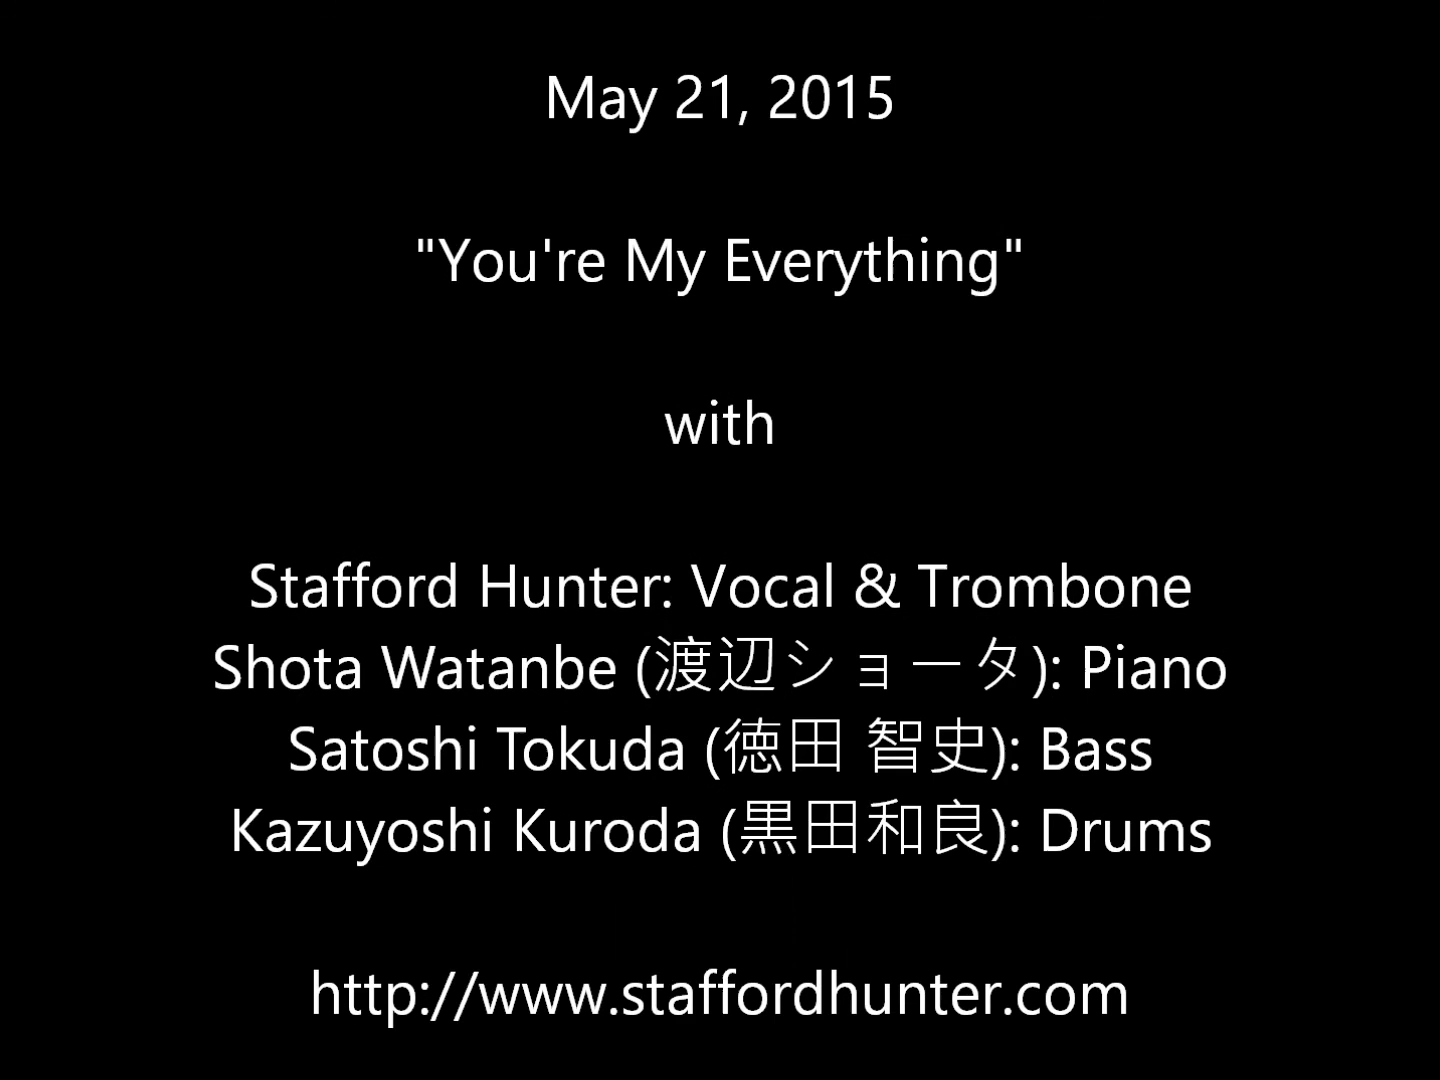 May 21, 2015
"You're My Everything"
with
Stafford Hunter: Vocal & Trombone
Shota Watanbe (渡辺ショータ): Piano
Satoshi Tokuda (徳田 智史): Bass
Kazuyoshi Kuroda (黒田和良): Drums
http://www.staffordhunter.com